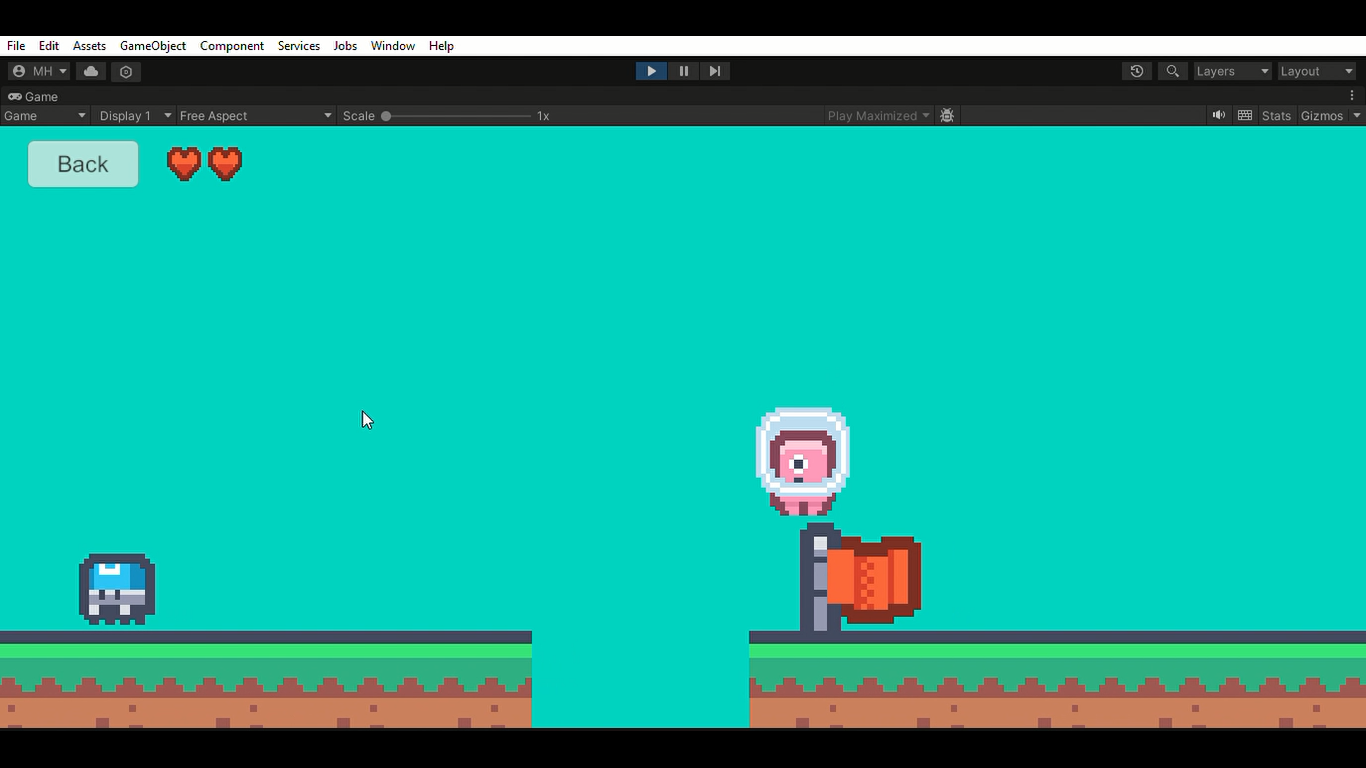 File Edit Assets GameObject Component Services Jobs Window Help
MH Layers Layout
Game
Game Display 1 Free Aspect Scale 1x Play Maximized Stats Gizmos
Back